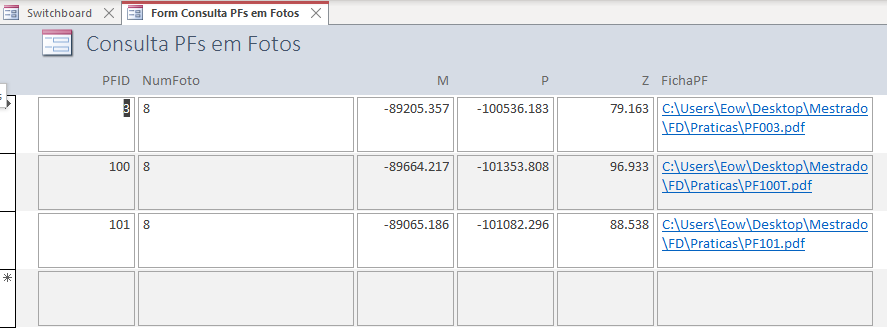 Switchboard
Form Consulta PFs em Fotos
Consulta PFs em Fotos
PFID NumFoto M P Z FichaPF
3 8 -89205.357 -100536.183 79.163 C:\Users\Eow\Desktop\Mestrado
\FD\Praticas\PF003.pdf
100 8 -89664.217 -101353.808 96.933 C:\Users\Eow\Desktop\Mestrado
\FD\Praticas\PF100T.pdf
101 8 -89065.186 -101082.296 88.538 C:\Users\Eow\Desktop\Mestrado
\FD\Praticas\PF101.pdf